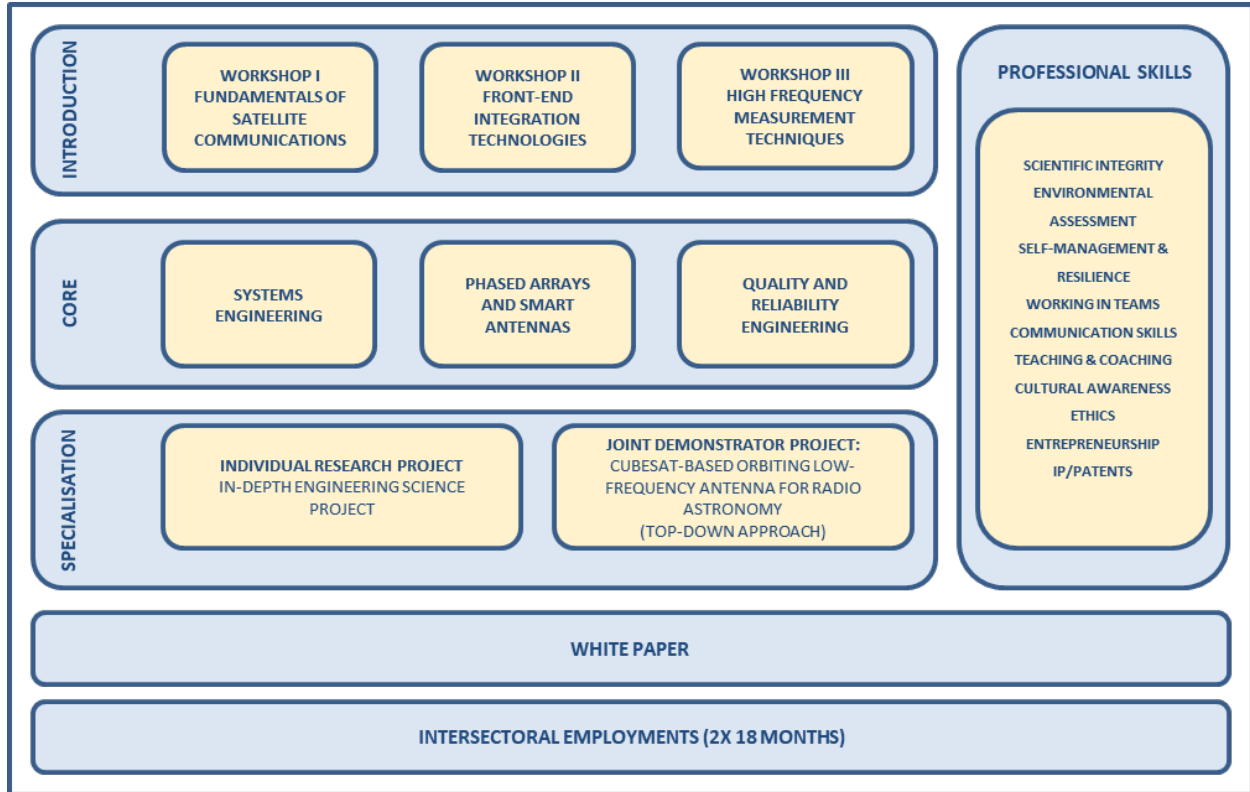 INTRODUCTION
WORKSHOP I
FUNDAMENTALS OF
SATELLITE
COMMUNICATIONS
WORKSHOP II
FRONT-END
INTEGRATION
TECHNOLOGIES
WORKSHOP III
HIGH FREQUENCY
MEASUREMENT
TECHNIQUES
CORE
SYSTEMS
ENGINEERING
PHASED ARRAYS
AND SMART
ANTENNAS
QUALITY AND
RELIABILITY
ENGINEERING
SPECIALISATION
INDIVIDUAL RESEARCH PROJECT
IN-DEPTH ENGINEERING SCIENCE
PROJECT
JOINT DEMONSTRATOR PROJECT:
CUBESAT-BASED ORBITING LOW-
FREQUENCY ANTENNA FOR RADIO
ASTRONOMY
(TOP-DOWN APPROACH)
PROFESSIONAL SKILLS
SCIENTIFIC INTEGRITY
ENVIRONMENTAL
ASSESSMENT
SELF-MANAGEMENT &
RESILIENCE
WORKING IN TEAMS
COMMUNICATION SKILLS
TEACHING & COACHING
CULTURAL AWARENESS
ETHICS
ENTREPRENEURSHIP
IP/PATENTS
WHITE PAPER
INTERSECTORAL EMPLOYMENTS (2X 18 MONTHS)